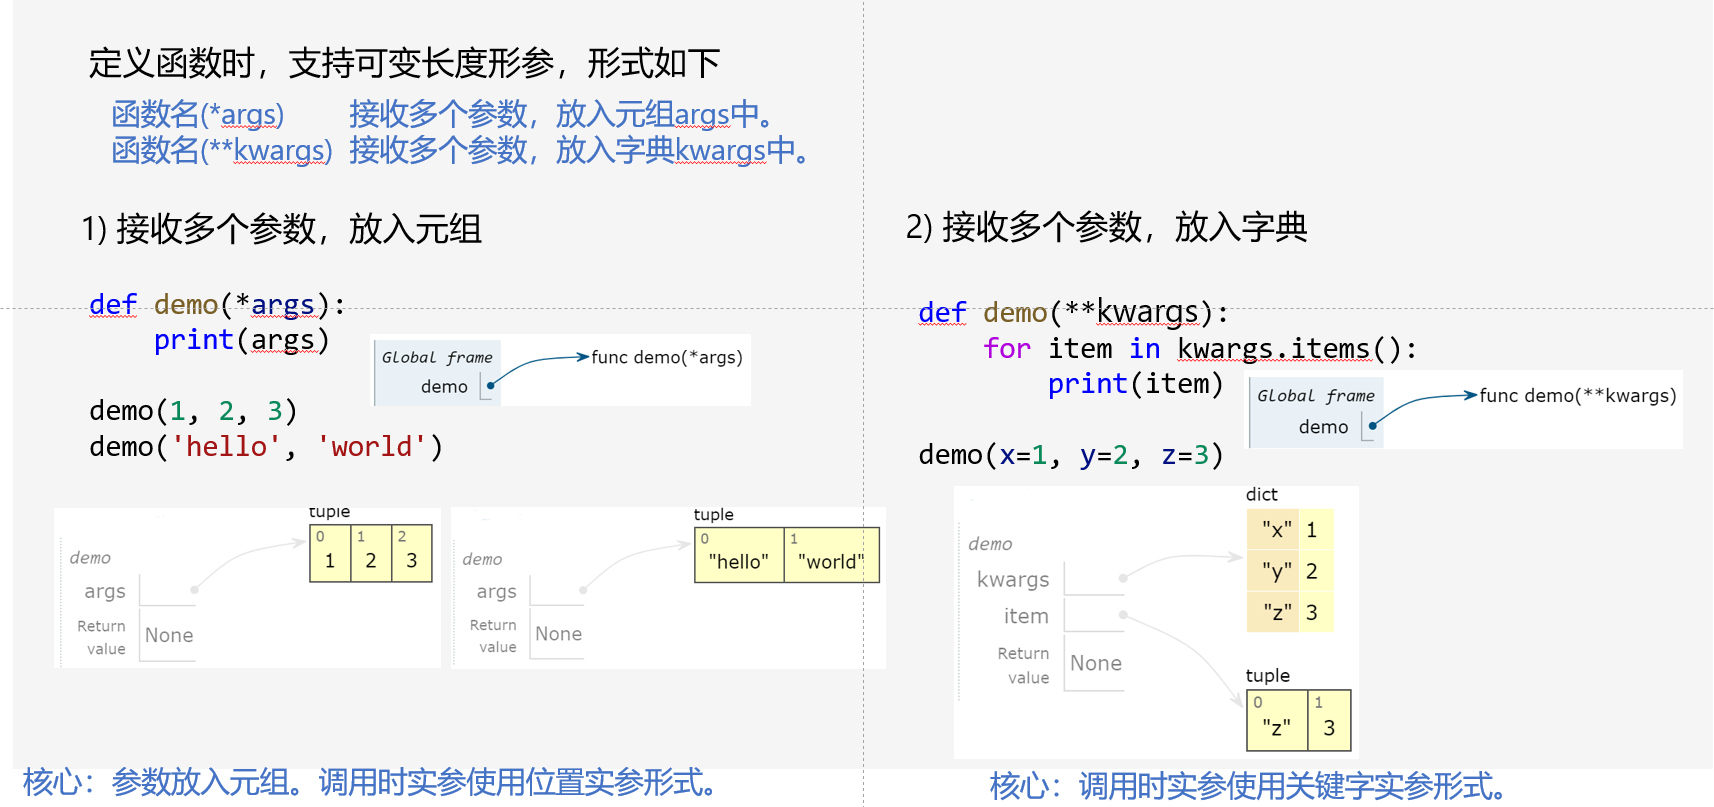 定义函数时，支持可变长度形参，形式如下
函数名(*args) 接收多个参数，放入元组args中。
函数名(**kwargs) 接收多个参数，放入字典kwargs中。
1) 接收多个参数，放入元组
def demo(*args):
print(args)
demo(1, 2, 3)
demo('hello', 'world')
Global frame
demo
func demo(*args)
tuple
0 1 2
1 2 3
demo
args
Return value
None
tuple
0 1
"hello" "world"
demo
args
Return value
None
核心：参数放入元组。调用时实参使用位置实参形式。
2) 接收多个参数，放入字典
def demo(**kwargs):
for item in kwargs.items():
print(item)
demo(x=1, y=2, z=3)
Global frame
demo
func demo(**kwargs)
dict
"x" 1
"y" 2
"z" 3
demo
kwargs
item
Return value
None
tuple
0 1
"z" 3
核心：调用时实参使用关键字实参形式。